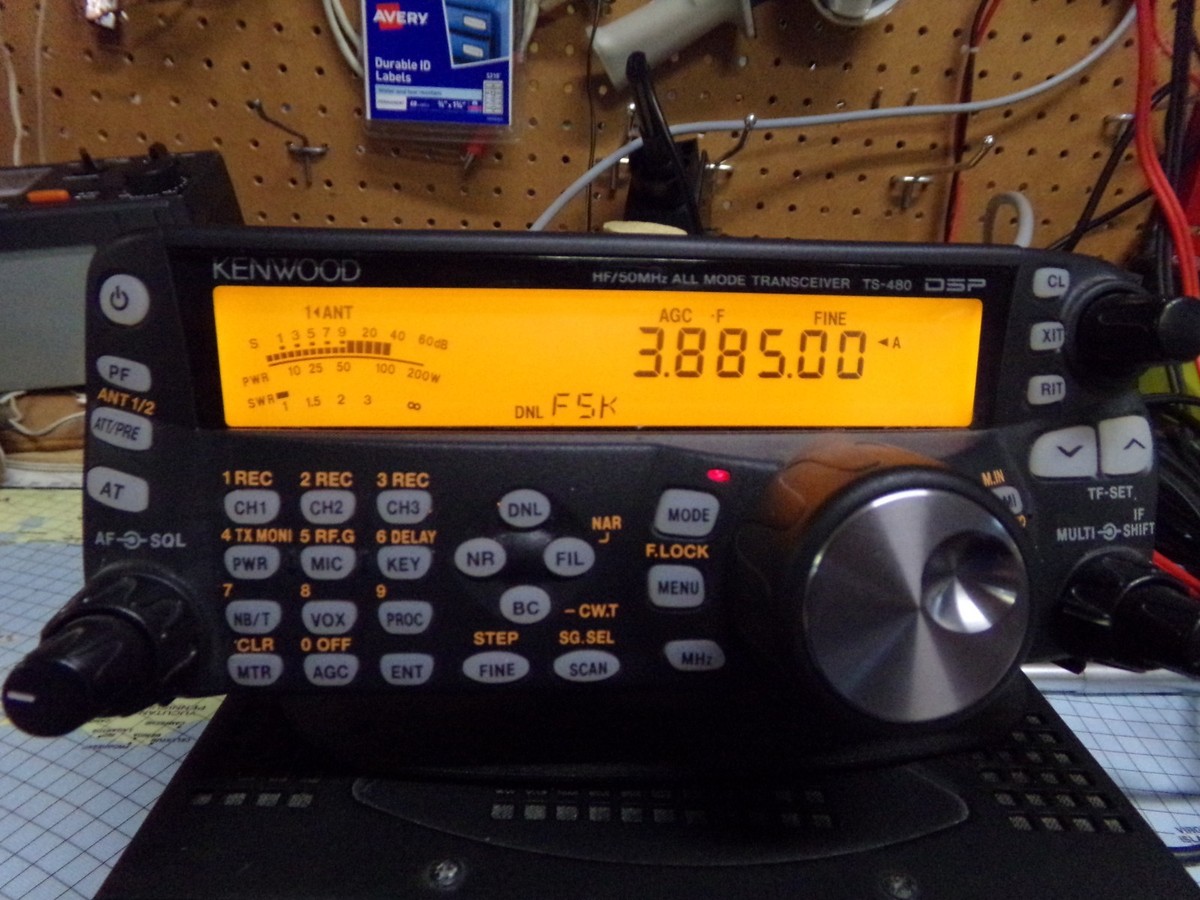 AVERY
Durable ID
Labels
KENWOOD
HF/50MHz ALL MODE TRANSCEIVER TS-480 DSP
1◄ANT
S 1 3 5 7 9 20 40 60dB
PWR 10 25 50 100 200W
SWR 1 1.5 2 3 ∞
AGC -F FINE
3.885.00 ◄A
DNL FSK
CL
XIT
RIT
PF
ANT 1/2
ATT/PRE
AT
AF SQL
1 REC 2 REC 3 REC
CH1 CH2 CH3
4 TX MONI 5 RF.G 6 DELAY
PWR MIC KEY
7 8 9
NB/T VOX PROC
·CLR 0 OFF
MTR AGC ENT
DNL
NAR
NR FIL
BC
– CW.T
STEP SG.SEL
FINE SCAN
MODE
F.LOCK
MENU
MHz
M.IN
TF-SET
IF
MULTI SHIFT
YUCUTAN